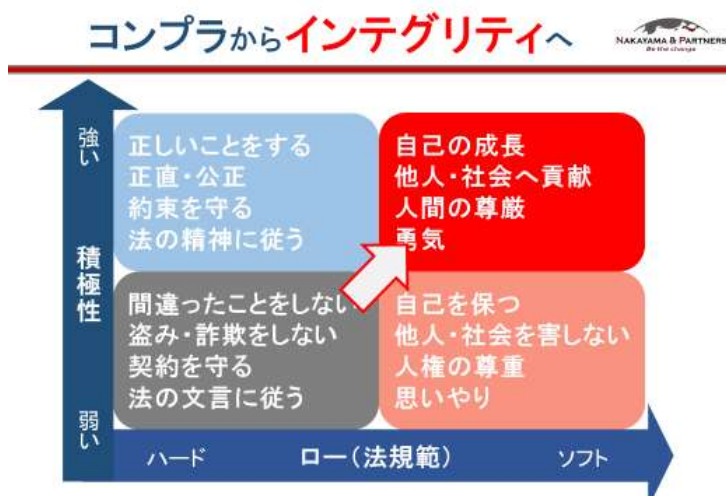 コンプラからインテグリティへ
NAKAYAMA & PARTNERS
Be the change
強い
積極性
弱い
正しいことをする
正直・公正
約束を守る
法の精神に従う
自己の成長
他人・社会へ貢献
人間の尊厳
勇気
間違ったことをしない
盗み・詐欺をしない
契約を守る
法の文言に従う
自己を保つ
他人・社会を害しない
人権の尊重
思いやり
ハード ロー(法規範) ソフト